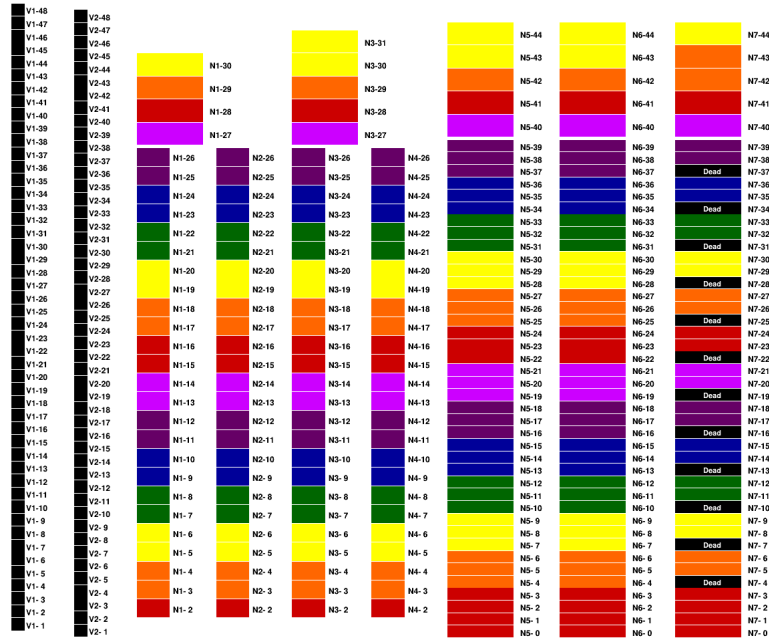 V1-48
V1-47
V1-46
V1-45
V1-44
V1-43
V1-42
V1-41
V1-40
V1-39
V1-38
V1-37
V1-36
V1-35
V1-34
V1-33
V1-32
V1-31
V1-30
V1-29
V1-28
V1-27
V1-26
V1-25
V1-24
V1-23
V1-22
V1-21
V1-20
V1-19
V1-18
V1-17
V1-16
V1-15
V1-14
V1-13
V1-12
V1-11
V1-10
V1- 9
V1- 8
V1- 7
V1- 6
V1- 5
V1- 4
V1- 3
V1- 2
V1- 1
V2-48
V2-47
V2-46
V2-45
V2-44
V2-43
V2-42
V2-41
V2-40
V2-39
V2-38
V2-37
V2-36
V2-35
V2-34
V2-33
V2-32
V2-31
V2-30
V2-29
V2-28
V2-27
V2-26
V2-25
V2-24
V2-23
V2-22
V2-21
V2-20
V2-19
V2-18
V2-17
V2-16
V2-15
V2-14
V2-13
V2-12
V2-11
V2-10
V2- 9
V2- 8
V2- 7
V2- 6
V2- 5
V2- 4
V2- 3
V2- 2
V2- 1
N1-30
N1-29
N1-28
N1-27
N1-26
N1-25
N1-24
N1-23
N1-22
N1-21
N1-20
N1-19
N1-18
N1-17
N1-16
N1-15
N1-14
N1-13
N1-12
N1-11
N1-10
N1- 9
N1- 8
N1- 7
N1- 6
N1- 5
N1- 4
N1- 3
N1- 2
N2-26
N2-25
N2-24
N2-23
N2-22
N2-21
N2-20
N2-19
N2-18
N2-17
N2-16
N2-15
N2-14
N2-13
N2-12
N2-11
N2-10
N2- 9
N2- 8
N2- 7
N2- 6
N2- 5
N2- 4
N2- 3
N2- 2
N3-31
N3-30
N3-29
N3-28
N3-27
N3-26
N3-25
N3-24
N3-23
N3-22
N3-21
N3-20
N3-19
N3-18
N3-17
N3-16
N3-15
N3-14
N3-13
N3-12
N3-11
N3-10
N3- 9
N3- 8
N3- 7
N3- 6
N3- 5
N3- 4
N3- 3
N3- 2
N4-26
N4-25
N4-24
N4-23
N4-22
N4-21
N4-20
N4-19
N4-18
N4-17
N4-16
N4-15
N4-14
N4-13
N4-12
N4-11
N4-10
N4- 9
N4- 8
N4- 7
N4- 6
N4- 5
N4- 4
N4- 3
N4- 2
N5-44
N5-43
N5-42
N5-41
N5-40
N5-39
N5-38
N5-37
N5-36
N5-35
N5-34
N5-33
N5-32
N5-31
N5-30
N5-29
N5-28
N5-27
N5-26
N5-25
N5-24
N5-23
N5-22
N5-21
N5-20
N5-19
N5-18
N5-17
N5-16
N5-15
N5-14
N5-13
N5-12
N5-11
N5-10
N5- 9
N5- 8
N5- 7
N5- 6
N5- 5
N5- 4
N5- 3
N5- 2
N5- 1
N5- 0
N6-44
N6-43
N6-42
N6-41
N6-40
N6-39
N6-38
N6-37
N6-36
N6-35
N6-34
N6-33
N6-32
N6-31
N6-30
N6-29
N6-28
N6-27
N6-26
N6-25
N6-24
N6-23
N6-22
N6-21
N6-20
N6-19
N6-18
N6-17
N6-16
N6-15
N6-14
N6-13
N6-12
N6-11
N6-10
N6- 9
N6- 8
N6- 7
N6- 6
N6- 5
N6- 4
N6- 3
N6- 2
N6- 1
N6- 0
N7-44
N7-43
N7-42
N7-41
N7-40
N7-39
N7-38
Dead N7-37
N7-36
N7-35
Dead N7-34
N7-33
N7-32
Dead N7-31
N7-30
N7-29
Dead N7-28
N7-27
N7-26
Dead N7-25
N7-24
N7-23
Dead N7-22
N7-21
N7-20
Dead N7-19
N7-18
N7-17
Dead N7-16
N7-15
N7-14
Dead N7-13
N7-12
N7-11
Dead N7-10
N7- 9
N7- 8
Dead N7- 7
N7- 6
N7- 5
Dead N7- 4
N7- 3
N7- 2
N7- 1
N7- 0